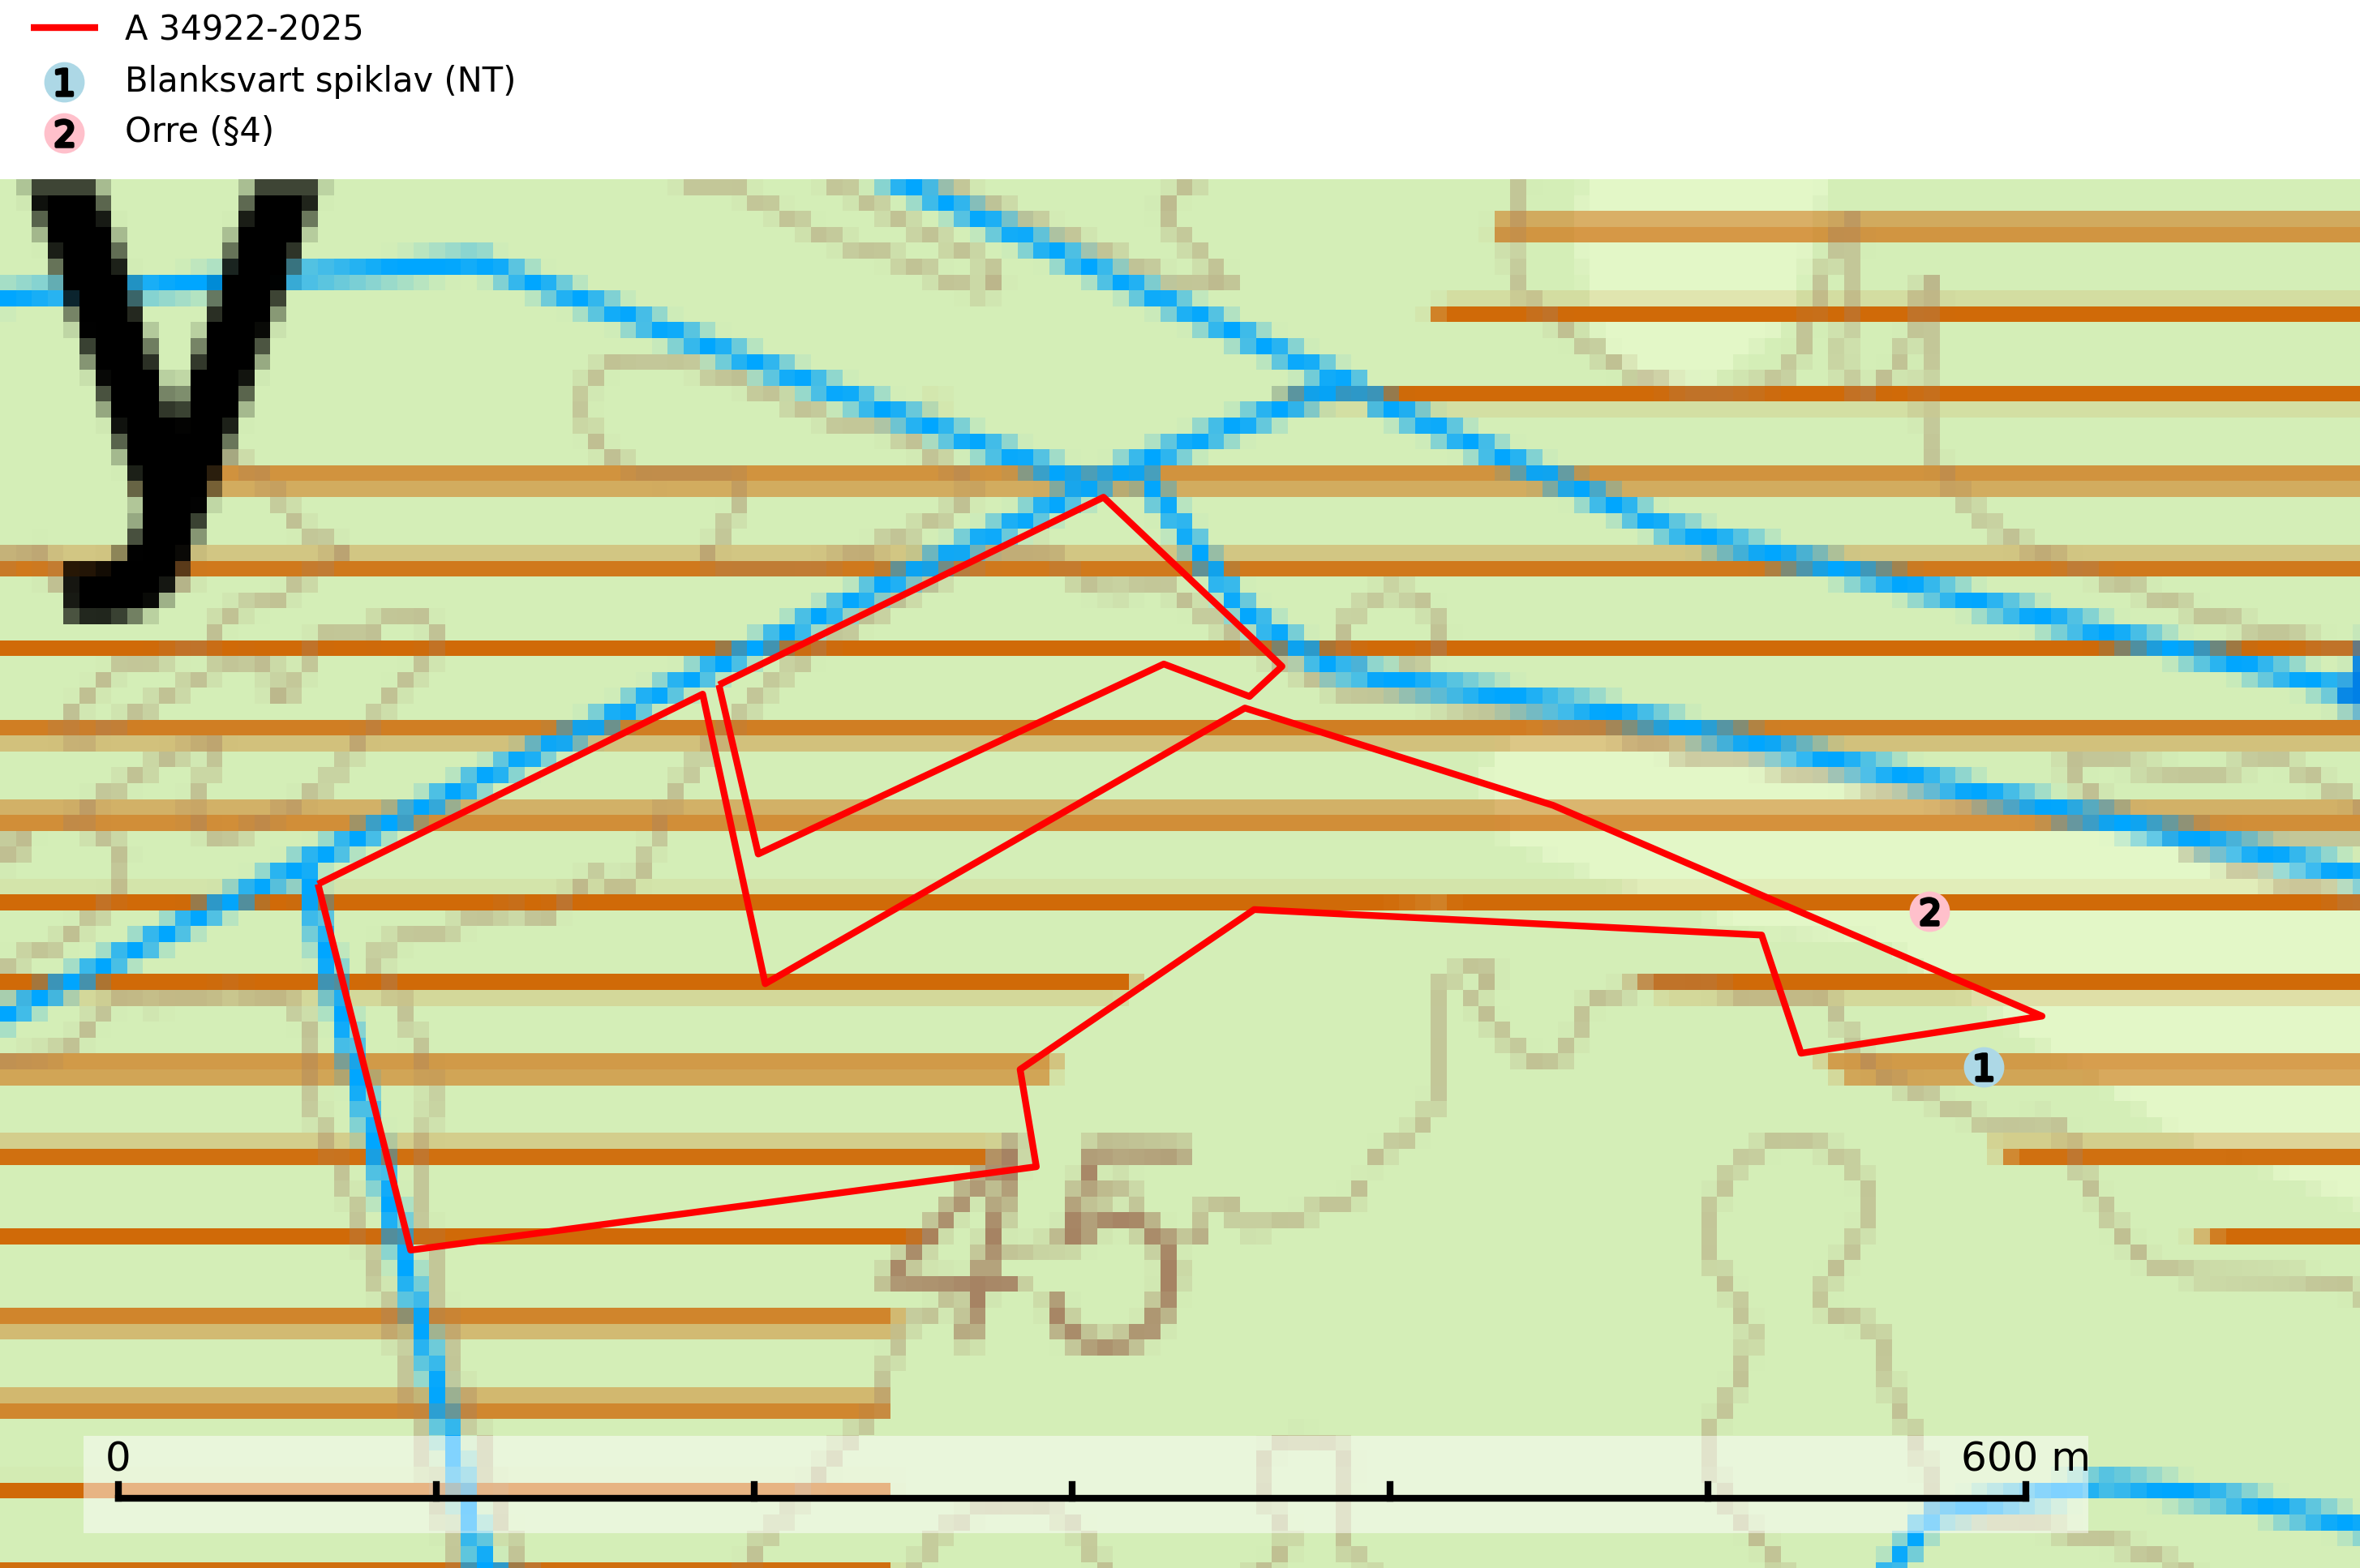 A 34922-2025
1 Blanksvart spiklav (NT)
2 Orre (§4)
y
2
1
45
0 600 m